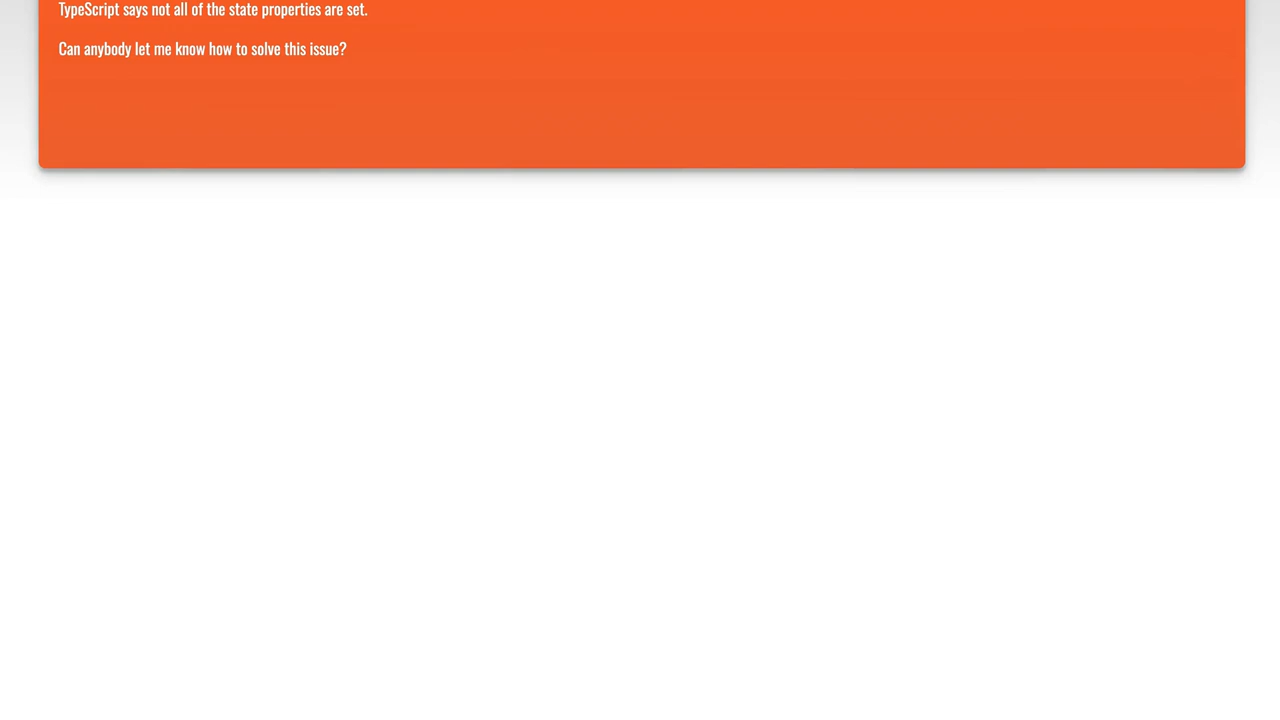 TypeScript says not all of the state properties are set.
Can anybody let me know how to solve this issue?